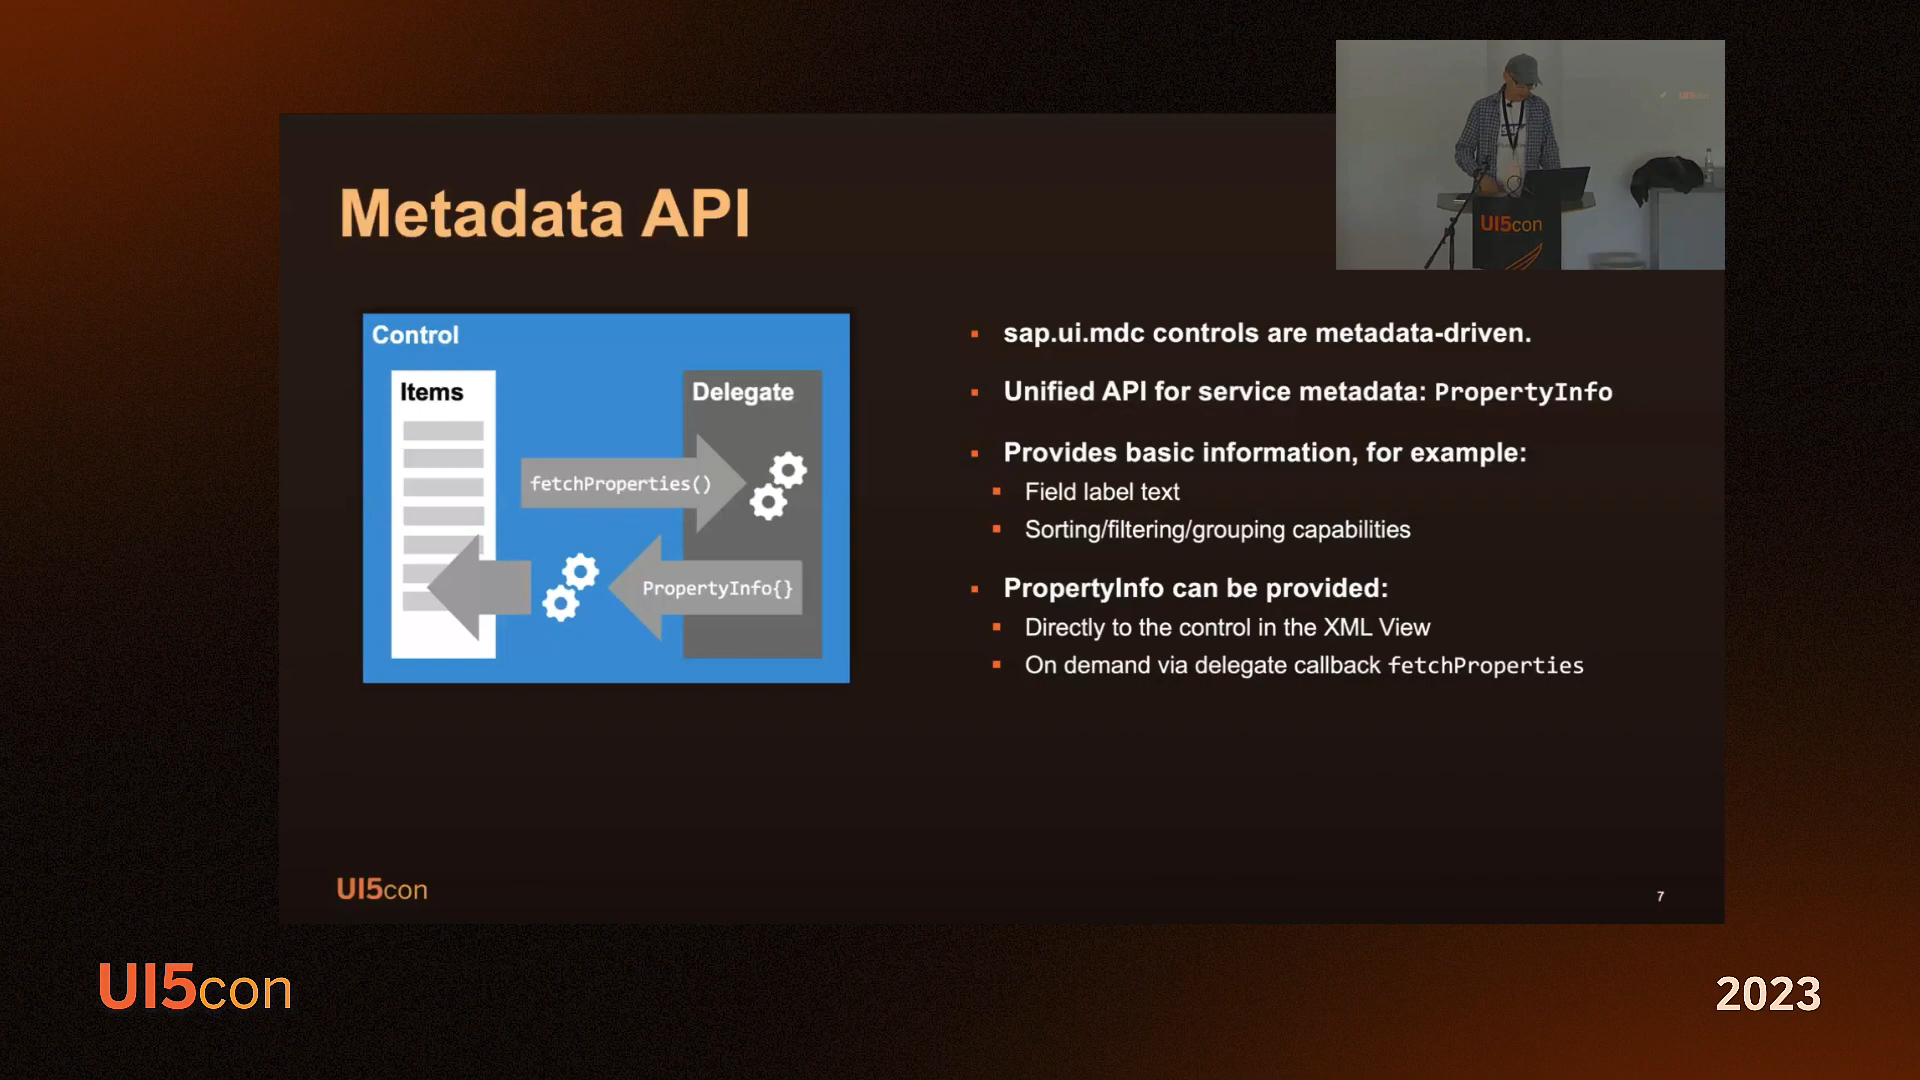 Metadata API
Control
Items
Delegate
fetchProperties()
PropertyInfo{}
sap.ui.mdc controls are metadata-driven.
Unified API for service metadata: PropertyInfo
Provides basic information, for example:
Field label text
Sorting/filtering/grouping capabilities
PropertyInfo can be provided:
Directly to the control in the XML View
On demand via delegate callback fetchProperties
UI5con
7
UI5con
UI5con
2023